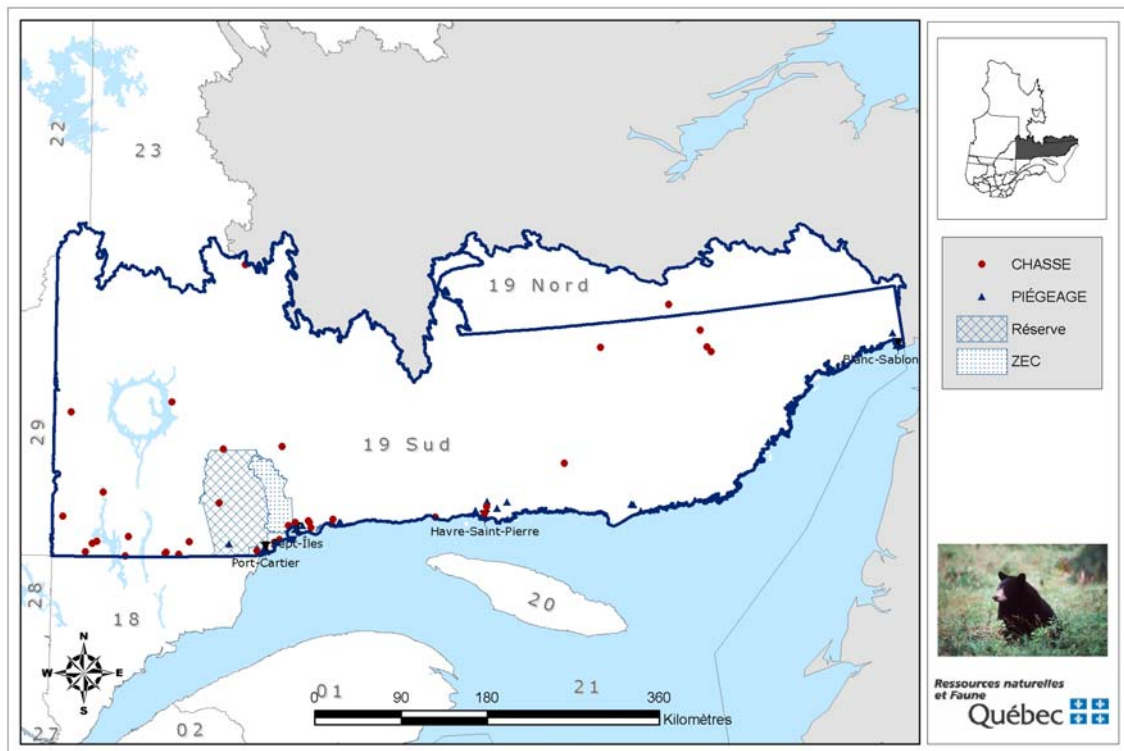 22
23
19 Nord
Blanc-Sablon
29
19 Sud
Havre-Saint-Pierre
Sept-Îles
Port-Cartier
28
18
20
N
W E
S
01
21
02
27
0 90 180 360
Kilomètres
CHASSE
PIÉGEAGE
Réserve
ZEC
Ressources naturelles
et Faune
Québec